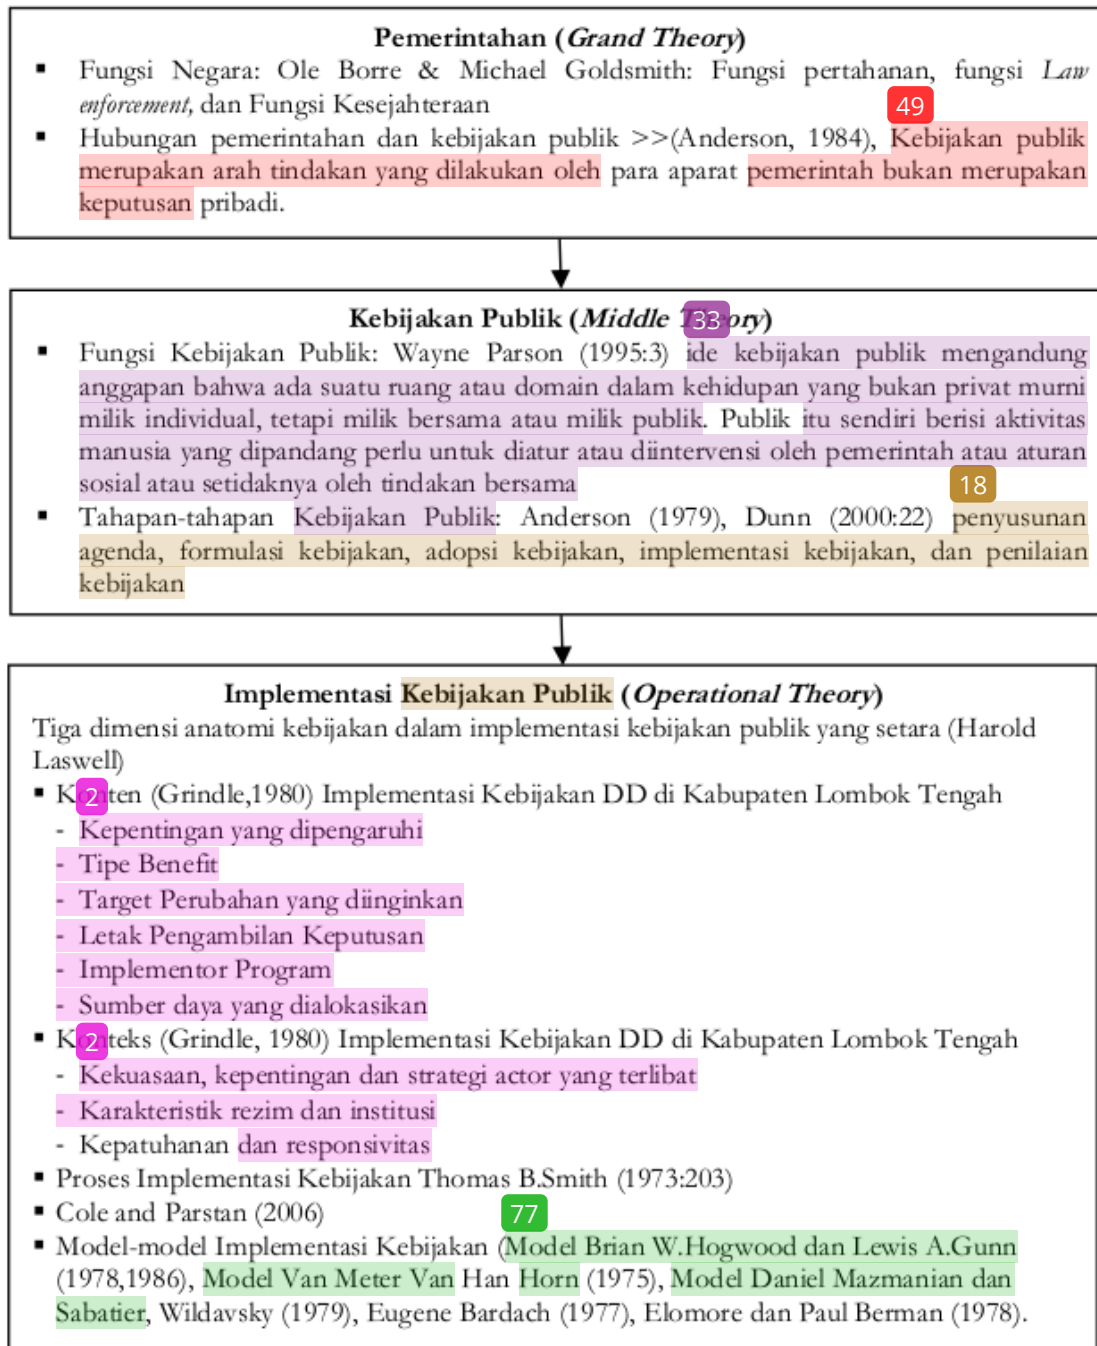 Pemerintahan (Grand Theory)
▪ Fungsi Negara: Ole Borre & Michael Goldsmith: Fungsi pertahanan, fungsi Law
enforcement, dan Fungsi Kesejahteraan
49
▪ Hubungan pemerintahan dan kebijakan publik >>(Anderson, 1984), Kebijakan publik
merupakan arah tindakan yang dilakukan oleh para aparat pemerintah bukan merupakan
keputusan pribadi.
Kebijakan Publik (Middle Theory)
33
▪ Fungsi Kebijakan Publik: Wayne Parson (1995:3) ide kebijakan publik mengandung
anggapan bahwa ada suatu ruang atau domain dalam kehidupan yang bukan privat murni
milik individual, tetapi milik bersama atau milik publik. Publik itu sendiri berisi aktivitas
manusia yang dipandang perlu untuk diatur atau diintervensi oleh pemerintah atau aturan
sosial atau setidaknya oleh tindakan bersama
18
▪ Tahapan-tahapan Kebijakan Publik: Anderson (1979), Dunn (2000:22) penyusunan
agenda, formulasi kebijakan, adopsi kebijakan, implementasi kebijakan, dan penilaian
kebijakan
Implementasi Kebijakan Publik (Operational Theory)
Tiga dimensi anatomi kebijakan dalam implementasi kebijakan publik yang setara (Harold
Laswell)
2
▪ Konten (Grindle,1980) Implementasi Kebijakan DD di Kabupaten Lombok Tengah
- Kepentingan yang dipengaruhi
- Tipe Benefit
- Target Perubahan yang diinginkan
- Letak Pengambilan Keputusan
- Implementor Program
- Sumber daya yang dialokasikan
2
▪ Konteks (Grindle, 1980) Implementasi Kebijakan DD di Kabupaten Lombok Tengah
- Kekuasaan, kepentingan dan strategi actor yang terlibat
- Karakteristik rezim dan institusi
- Kepatuhanan dan responsivitas
▪ Proses Implementasi Kebijakan Thomas B.Smith (1973:203)
▪ Cole and Parstan (2006)
77
▪ Model-model Implementasi Kebijakan (Model Brian W.Hogwood dan Lewis A.Gunn
(1978,1986), Model Van Meter Van Han Horn (1975), Model Daniel Mazmanian dan
Sabatier, Wildavsky (1979), Eugene Bardach (1977), Elomore dan Paul Berman (1978).